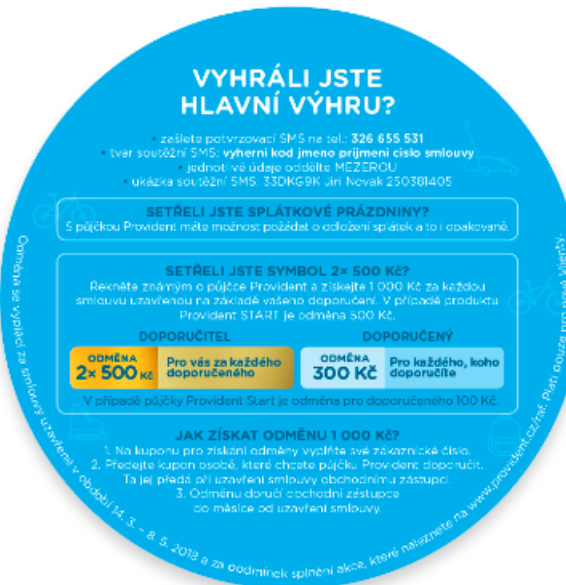 VYHRÁLI JSTE
HLAVNÍ VÝHRU?
• zašlete potvrzovací SMS na tel.: 326 655 531
• tvar soutěžní SMS: vyherni kod jmeno prijmeni cislo smlouvy
• jednotlivé údaje oddělte MEZEROU
• ukázka soutěžní SMS: 33DKG9K Jiri Novak 250381405
SETŘELI JSTE SPLÁTKOVÉ PRÁZDNINY?
S půjčkou Provident máte možnost požádat o odložení splátek a to i opakovaně.
SETŘELI JSTE SYMBOL 2× 500 Kč?
Řekněte známým o půjčce Provident a získejte 1 000 Kč za každou
smlouvu uzavřenou na základě vašeho doporučení. V případě produktu
Provident START je odměna 500 Kč.
DOPORUČITEL
ODMĚNA
2× 500 Kč
Pro vás za každého
doporučeného
DOPORUČENÝ
ODMĚNA
300 Kč
Pro každého, koho
doporučíte
V případě půjčky Provident Start je odměna pro doporučeného 100 Kč.
JAK ZÍSKAT ODMĚNU 1 000 Kč?
1. Na kuponu pro získání odměny vyplňte své zákaznické číslo.
2. Předejte kupon osobě, které chcete půjčku Provident doporučit.
Ta jej předá při uzavření smlouvy obchodnímu zástupci.
3. Odměnu doručí obchodní zástupce
do měsíce od uzavření smlouvy.
Odměna se vyplácí za smlouvy uzavřené v období 14. 3. – 8. 5. 2018 a za podmínek splnění akce, které naleznete na www.provident.cz/raf. Platí pouze pro nové klienty.